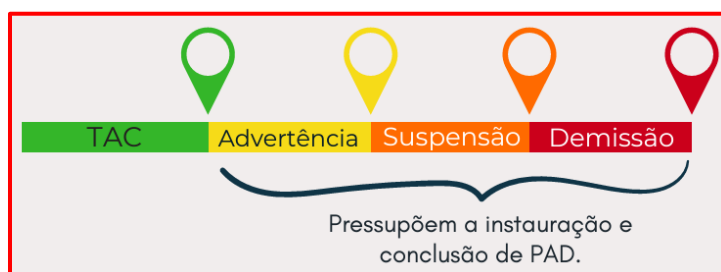 TAC Advertência Suspensão Demissão
Pressupõem a instauração e
conclusão de PAD.